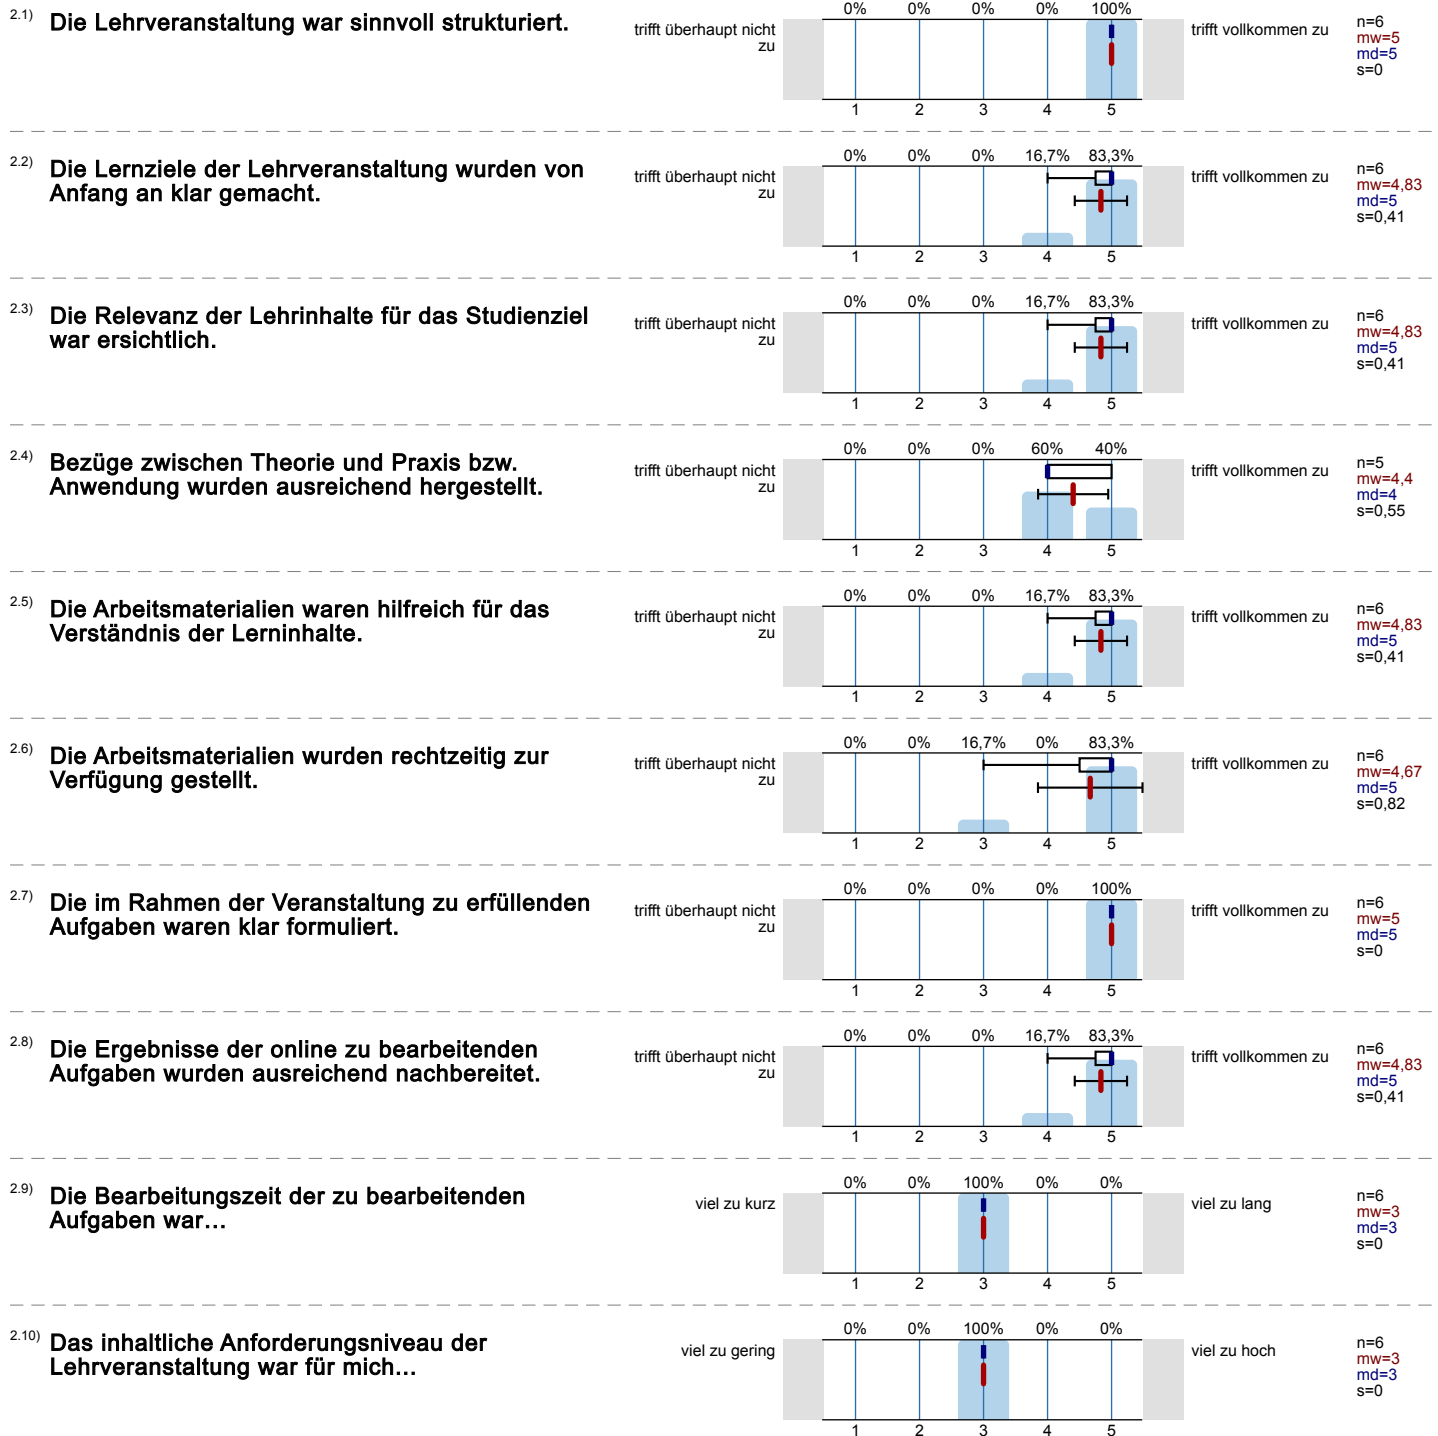 2.1) Die Lehrveranstaltung war sinnvoll strukturiert.
trifft überhaupt nicht
zu
0% 0% 0% 0% 100%
1 2 3 4 5
trifft vollkommen zu
n=6
mw=5
md=5
s=0
2.2) Die Lernziele der Lehrveranstaltung wurden von
Anfang an klar gemacht.
trifft überhaupt nicht
zu
0% 0% 0% 16,7% 83,3%
1 2 3 4 5
trifft vollkommen zu
n=6
mw=4,83
md=5
s=0,41
2.3) Die Relevanz der Lehrinhalte für das Studienziel
war ersichtlich.
trifft überhaupt nicht
zu
0% 0% 0% 16,7% 83,3%
1 2 3 4 5
trifft vollkommen zu
n=6
mw=4,83
md=5
s=0,41
2.4) Bezüge zwischen Theorie und Praxis bzw.
Anwendung wurden ausreichend hergestellt.
trifft überhaupt nicht
zu
0% 0% 0% 60% 40%
1 2 3 4 5
trifft vollkommen zu
n=5
mw=4,4
md=4
s=0,55
2.5) Die Arbeitsmaterialien waren hilfreich für das
Verständnis der Lerninhalte.
trifft überhaupt nicht
zu
0% 0% 0% 16,7% 83,3%
1 2 3 4 5
trifft vollkommen zu
n=6
mw=4,83
md=5
s=0,41
2.6) Die Arbeitsmaterialien wurden rechtzeitig zur
Verfügung gestellt.
trifft überhaupt nicht
zu
0% 0% 16,7% 0% 83,3%
1 2 3 4 5
trifft vollkommen zu
n=6
mw=4,67
md=5
s=0,82
2.7) Die im Rahmen der Veranstaltung zu erfüllenden
Aufgaben waren klar formuliert.
trifft überhaupt nicht
zu
0% 0% 0% 0% 100%
1 2 3 4 5
trifft vollkommen zu
n=6
mw=5
md=5
s=0
2.8) Die Ergebnisse der online zu bearbeitenden
Aufgaben wurden ausreichend nachbereitet.
trifft überhaupt nicht
zu
0% 0% 0% 16,7% 83,3%
1 2 3 4 5
trifft vollkommen zu
n=6
mw=4,83
md=5
s=0,41
2.9) Die Bearbeitungszeit der zu bearbeitenden
Aufgaben war…
viel zu kurz
0% 0% 100% 0% 0%
1 2 3 4 5
viel zu lang
n=6
mw=3
md=3
s=0
2.10) Das inhaltliche Anforderungsniveau der
Lehrveranstaltung war für mich...
viel zu gering
0% 0% 100% 0% 0%
1 2 3 4 5
viel zu hoch
n=6
mw=3
md=3
s=0